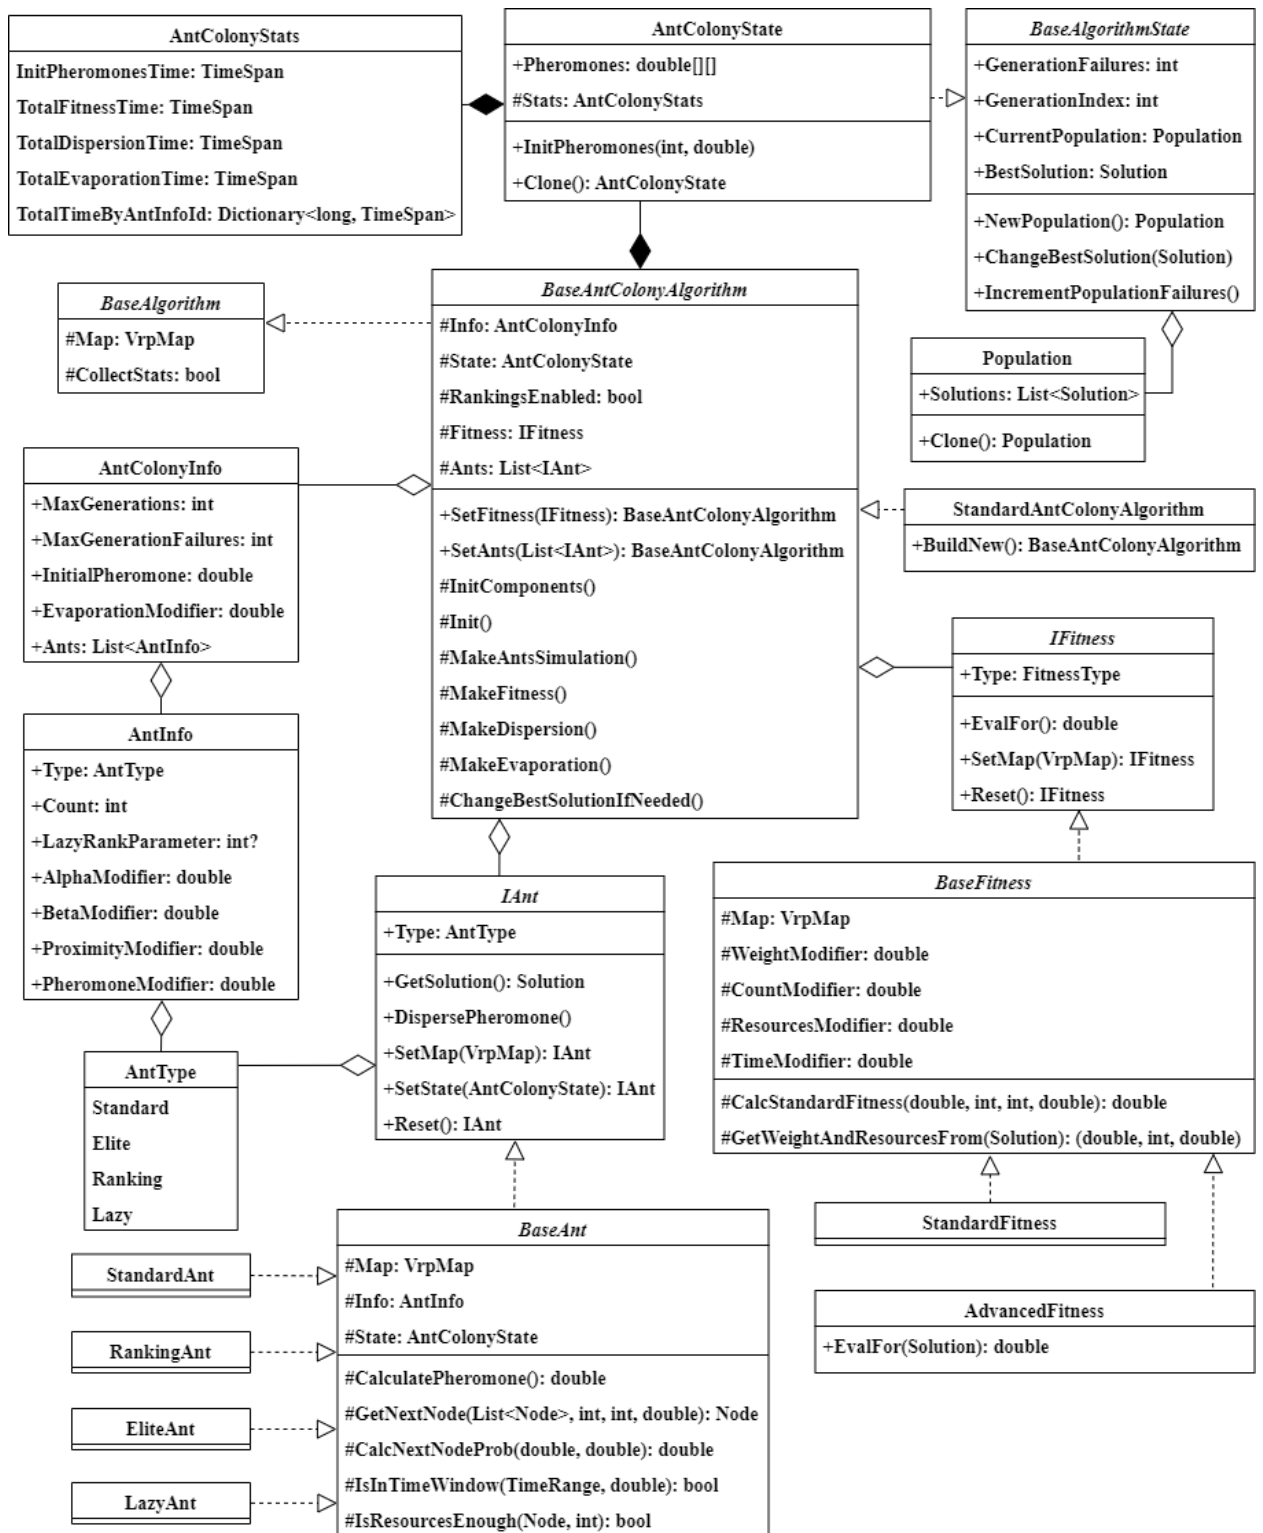 AntColonyStats
InitPheromonesTime: TimeSpan
TotalFitnessTime: TimeSpan
TotalDispersionTime: TimeSpan
TotalEvaporationTime: TimeSpan
TotalTimeByAntInfoId: Dictionary<long, TimeSpan>
AntColonyState
+Pheromones: double[][]
#Stats: AntColonyStats
+InitPheromones(int, double)
+Clone(): AntColonyState
BaseAlgorithmState
+GenerationFailures: int
+GenerationIndex: int
+CurrentPopulation: Population
+BestSolution: Solution
+NewPopulation(): Population
+ChangeBestSolution(Solution)
+IncrementPopulationFailures()
BaseAlgorithm
#Map: VrpMap
#CollectStats: bool
BaseAntColonyAlgorithm
#Info: AntColonyInfo
#State: AntColonyState
#RankingsEnabled: bool
#Fitness: IFitness
#Ants: List<IAnt>
+SetFitness(IFitness): BaseAntColonyAlgorithm
+SetAnts(List<IAnt>): BaseAntColonyAlgorithm
#InitComponents()
#Init()
#MakeAntsSimulation()
#MakeFitness()
#MakeDispersion()
#MakeEvaporation()
#ChangeBestSolutionIfNeeded()
Population
+Solutions: List<Solution>
+Clone(): Population
AntColonyInfo
+MaxGenerations: int
+MaxGenerationFailures: int
+InitialPheromone: double
+EvaporationModifier: double
+Ants: List<AntInfo>
StandardAntColonyAlgorithm
+BuildNew(): BaseAntColonyAlgorithm
IFitness
+Type: FitnessType
+EvalFor(): double
+SetMap(VrpMap): IFitness
+Reset(): IFitness
AntInfo
+Type: AntType
+Count: int
+LazyRankParameter: int?
+AlphaModifier: double
+BetaModifier: double
+ProximityModifier: double
+PheromoneModifier: double
IAnt
+Type: AntType
+GetSolution(): Solution
+DispersePheromone()
+SetMap(VrpMap): IAnt
+SetState(AntColonyState): IAnt
+Reset(): IAnt
BaseFitness
#Map: VrpMap
#WeightModifier: double
#CountModifier: double
#ResourcesModifier: double
#TimeModifier: double
#CalcStandardFitness(double, int, int, double): double
#GetWeightAndResourcesFrom(Solution): (double, int, double)
AntType
Standard
Elite
Ranking
Lazy
StandardFitness
AdvancedFitness
+EvalFor(Solution): double
BaseAnt
#Map: VrpMap
#Info: AntInfo
#State: AntColonyState
#CalculatePheromone(): double
#GetNextNode(List<Node>, int, int, double): Node
#CalcNextNodeProb(double, double): double
#IsInTimeWindow(TimeRange, double): bool
#IsResourcesEnough(Node, int): bool
StandardAnt
RankingAnt
EliteAnt
LazyAnt